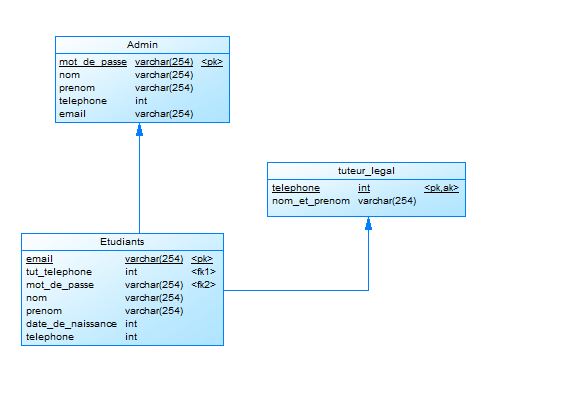 Admin
mot_de_passe varchar(254) <pk>
nom varchar(254)
prenom varchar(254)
telephone int
email varchar(254)
tuteur_legal
telephone int <pk,ak>
nom_et_prenom varchar(254)
Etudiants
email varchar(254) <pk>
tut_telephone int <fk1>
mot_de_passe varchar(254) <fk2>
nom varchar(254)
prenom varchar(254)
date_de_naissance int
telephone int